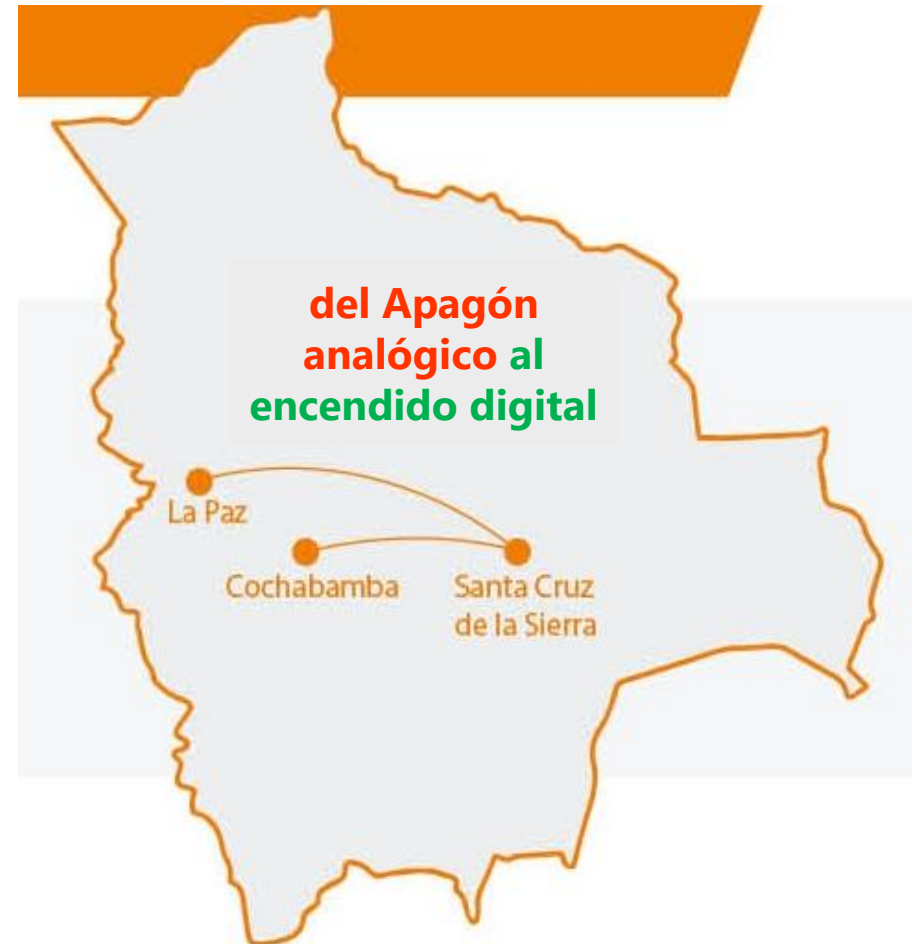 del Apagón
analógico al
encendido digital
La Paz
Cochabamba
Santa Cruz
de la Sierra